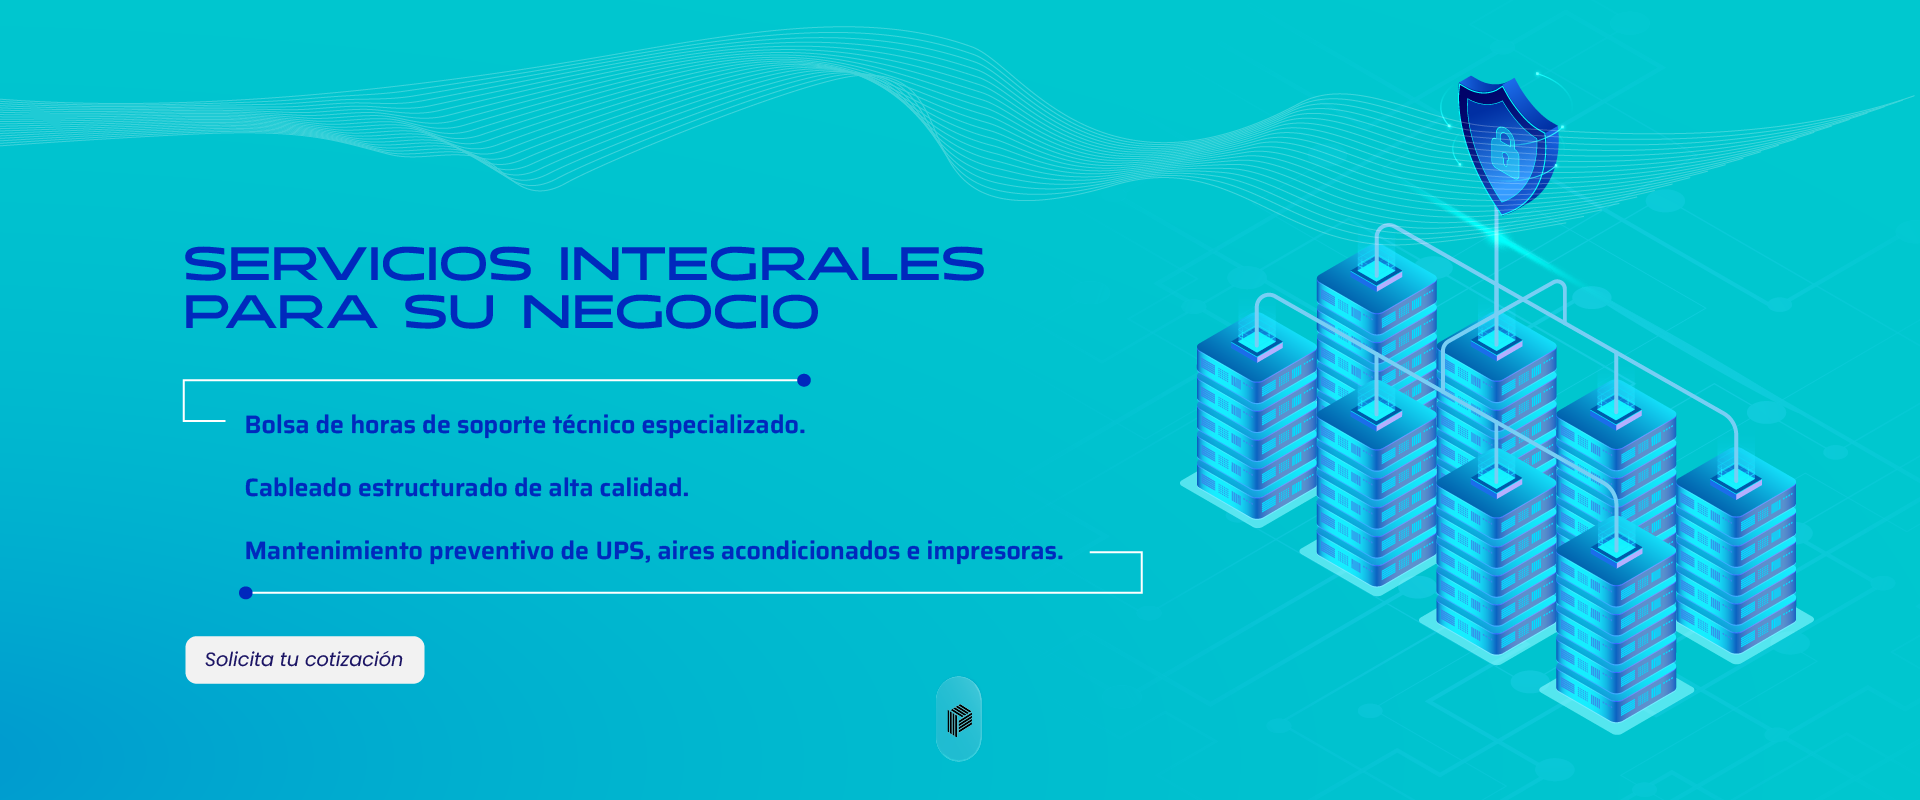 SERVICIOS INTEGRALES
PARA SU NEGOCIO
Bolsa de horas de soporte técnico especializado.
Cableado estructurado de alta calidad.
Mantenimiento preventivo de UPS, aires acondicionados e impresoras.
Solicita tu cotización